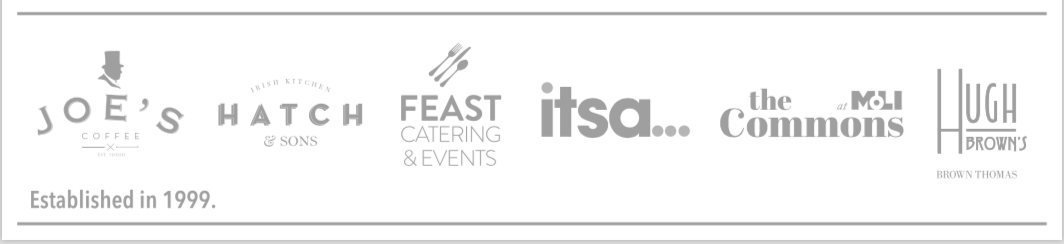 JOE'S
COFFEE
IRISH KITCHEN
HATCH
& SONS
FEAST
CATERING
& EVENTS
itsa...
the
at MoLI
Commons
HUGH
BROWN'S
BROWN THOMAS
Established in 1999.